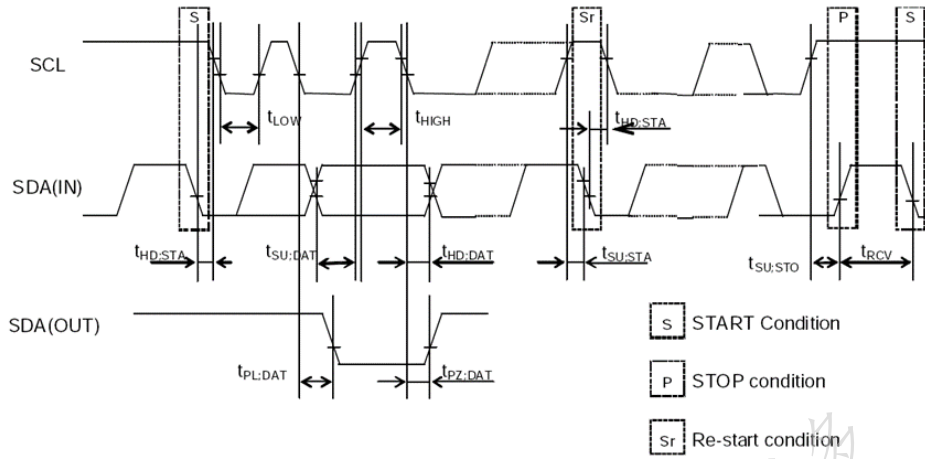 S Sr P S
SCL
tLOW tHIGH tHD:STA
SDA(IN)
tHD:STA tSU:DAT tHD:DAT tSU:STA tSU:STO tRCV
SDA(OUT)
tPL:DAT tPZ:DAT
S START Condition
P STOP condition
Sr Re-start condition